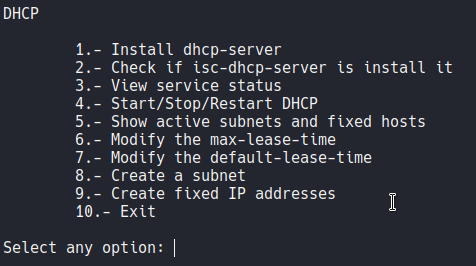 DHCP
1.- Install dhcp-server
2.- Check if isc-dhcp-server is install it
3.- View service status
4.- Start/Stop/Restart DHCP
5.- Show active subnets and fixed hosts
6.- Modify the max-lease-time
7.- Modify the default-lease-time
8.- Create a subnet
9.- Create fixed IP addresses
10.- Exit
Select any option: